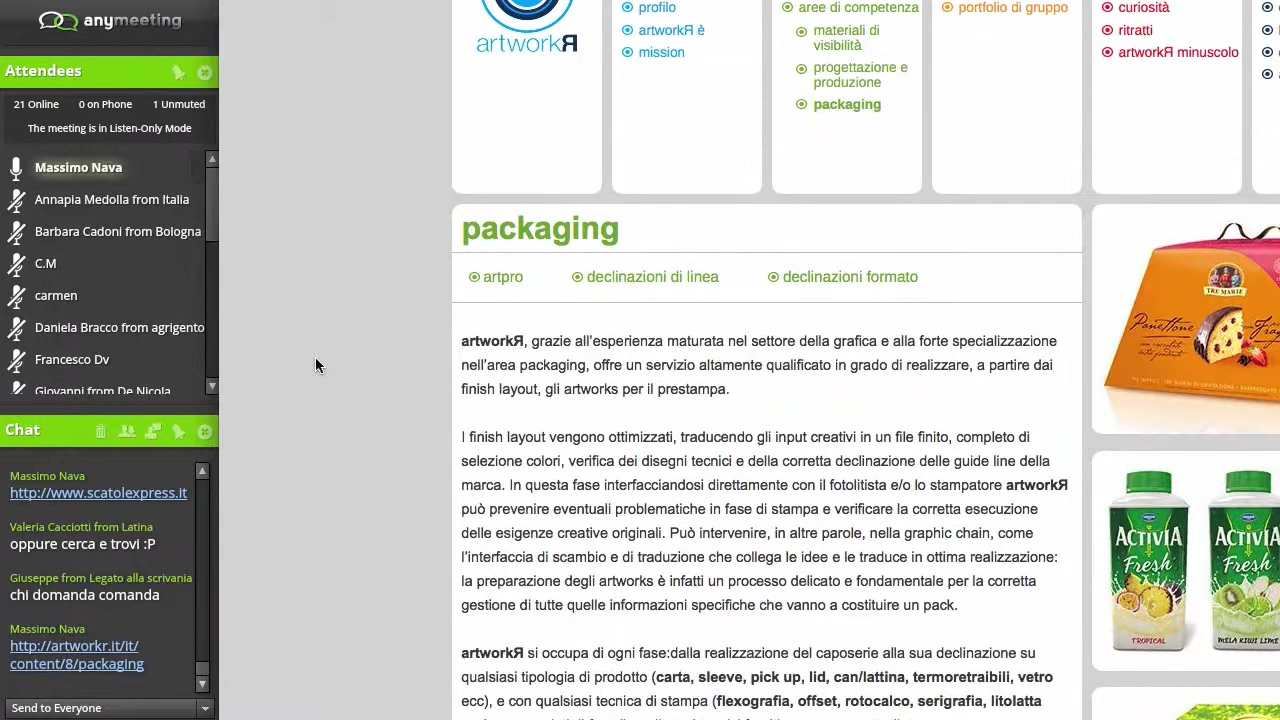 anymeeting
Attendees
21 Online 0 on Phone 1 Unmuted
The meeting is in Listen-Only Mode
Massimo Nava
Annapia Medolla from Italia
Barbara Cadoni from Bologna
C.M
carmen
Daniela Bracco from agrigento
Francesco Dv
Giovanni from De Nicola
Chat
Massimo Nava
http://www.scatolexpress.it
Valeria Cacciotti from Latina
oppure cerca e trovi :P
Giuseppe from Legato alla scrivania
chi domanda comanda
Massimo Nava
http://artworkr.it/it/
content/8/packaging
Send to Everyone
artworkЯ
profilo
artworkЯ è
mission
aree di competenza
materiali di
visibilità
progettazione e
produzione
packaging
portfolio di gruppo
curiosità
ritratti
artworkЯ minuscolo
packaging
artpro declinazioni di linea declinazioni formato
artworkЯ, grazie all’esperienza maturata nel settore della grafica e alla forte specializzazione
nell’area packaging, offre un servizio altamente qualificato in grado di realizzare, a partire dai
finish layout, gli artworks per il prestampa.
I finish layout vengono ottimizzati, traducendo gli input creativi in un file finito, completo di
selezione colori, verifica dei disegni tecnici e della corretta declinazione delle guide line della
marca. In questa fase interfacciandosi direttamente con il fotolitista e/o lo stampatore artworkЯ
può prevenire eventuali problematiche in fase di stampa e verificare la corretta esecuzione
delle esigenze creative originali. Può intervenire, in altre parole, nella graphic chain, come
l’interfaccia di scambio e di traduzione che collega le idee e le traduce in ottima realizzazione:
la preparazione degli artworks è infatti un processo delicato e fondamentale per la corretta
gestione di tutte quelle informazioni specifiche che vanno a costituire un pack.
artworkЯ si occupa di ogni fase:dalla realizzazione del caposerie alla sua declinazione su
qualsiasi tipologia di prodotto (carta, sleeve, pick up, lid, can/lattina, termoretraibili, vetro
ecc), e con qualsiasi tecnica di stampa (flexografia, offset, rotocalco, serigrafia, litolatta
TRE MARIE
Panettone
ACTIVIA
Fresh
TROPICAL
ACTIVIA
Fresh
MELA KIWI LIME